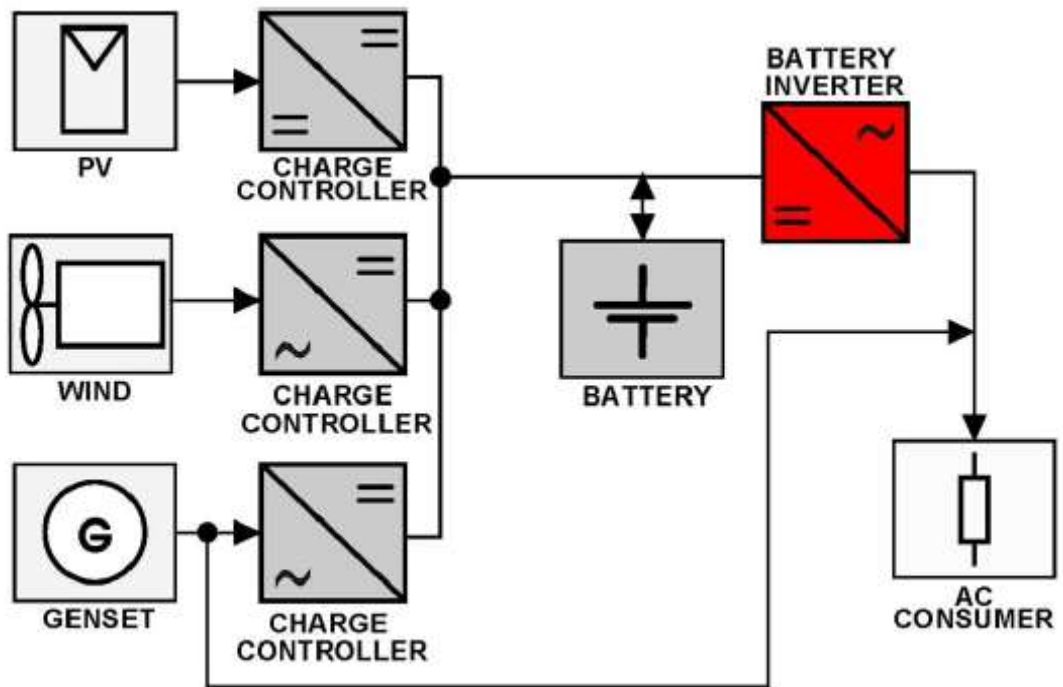 PV
CHARGE
CONTROLLER
BATTERY
INVERTER
WIND
CHARGE
CONTROLLER
BATTERY
G
GENSET
CHARGE
CONTROLLER
AC
CONSUMER